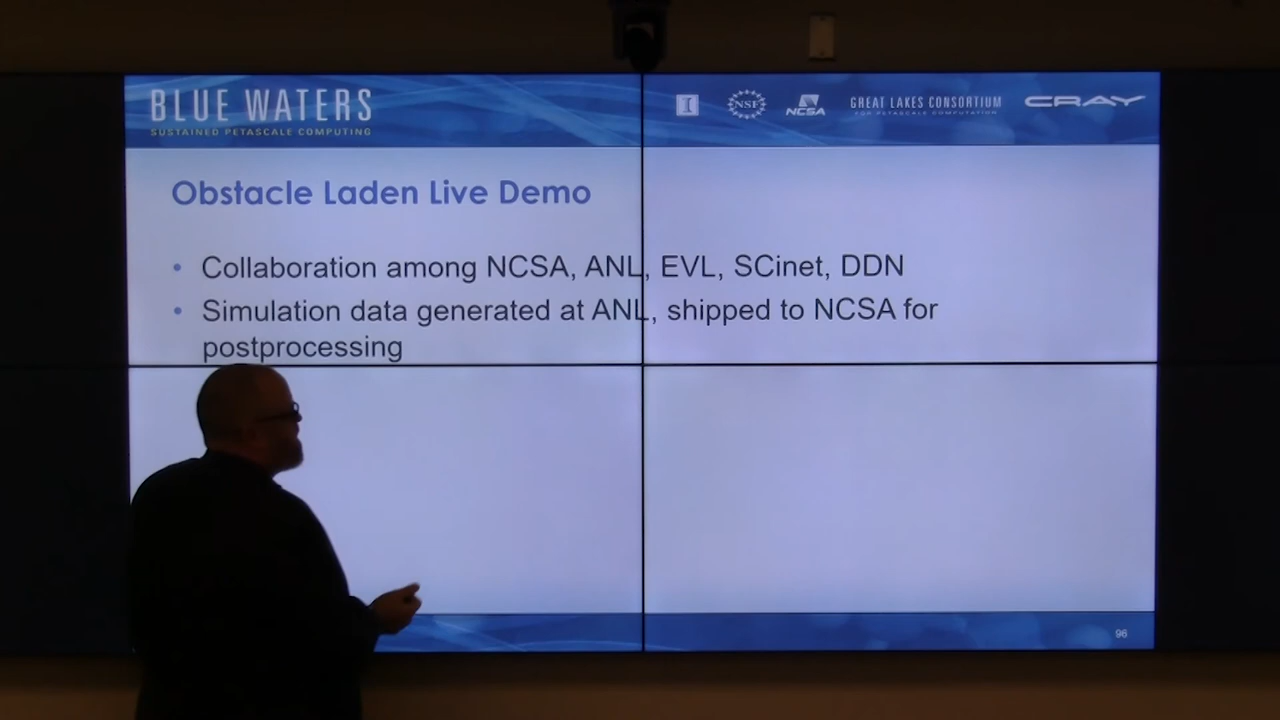 BLUE WATERS
SUSTAINED PETASCALE COMPUTING
I
NSF
NCSA
GREAT LAKES CONSORTIUM
FOR PETASCALE COMPUTATION
CRAY
Obstacle Laden Live Demo
• Collaboration among NCSA, ANL, EVL, SCinet, DDN
• Simulation data generated at ANL, shipped to NCSA for
postprocessing
96